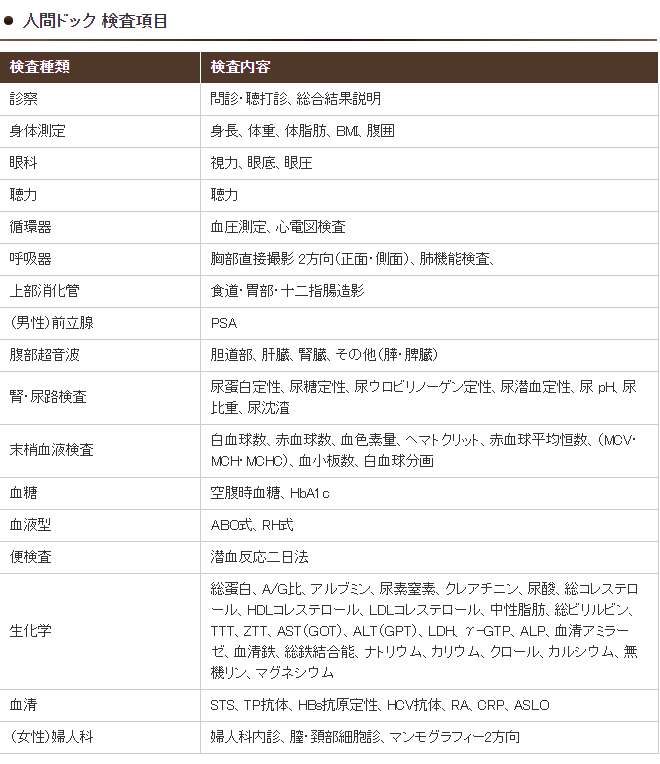 人間ドック 検査項目
検査種類 検査内容
診察 問診・聴打診、総合結果説明
身体測定 身長、体重、体脂肪、BMI、腹囲
眼科 視力、眼底、眼圧
聴力 聴力
循環器 血圧測定、心電図検査
呼吸器 胸部直接撮影 2方向(正面・側面)、肺機能検査、
上部消化管 食道・胃部・十二指腸造影
(男性)前立腺 PSA
腹部超音波 胆道部、肝臓、腎臓、その他(膵・脾臓)
腎・尿路検査 尿蛋白定性、尿糖定性、尿ウロビリノーゲン定性、尿潜血定性、尿 pH、尿
比重、尿沈渣
末梢血液検査 白血球数、赤血球数、血色素量、ヘマトクリット、赤血球平均恒数、(MCV・
MCH・MCHC)、血小板数、白血球分画
血糖 空腹時血糖、HbA1c
血液型 ABO式、RH式
便検査 潜血反応二日法
生化学 総蛋白、A/G比、アルブミン、尿素窒素、クレアチニン、尿酸、総コレステロ
ール、HDLコレステロール、LDLコレステロール、中性脂肪、総ビリルビン、
TTT、ZTT、AST(GOT)、ALT(GPT)、LDH、γ-GTP、ALP、血清アミラー
ゼ、血清鉄、総鉄結合能、ナトリウム、カリウム、クロール、カルシウム、無
機リン、マグネシウム
血清 STS、TP抗体、HBs抗原定性、HCV抗体、RA、CRP、ASLO
(女性)婦人科 婦人科内診、膣・頚部細胞診、マンモグラフィー2方向